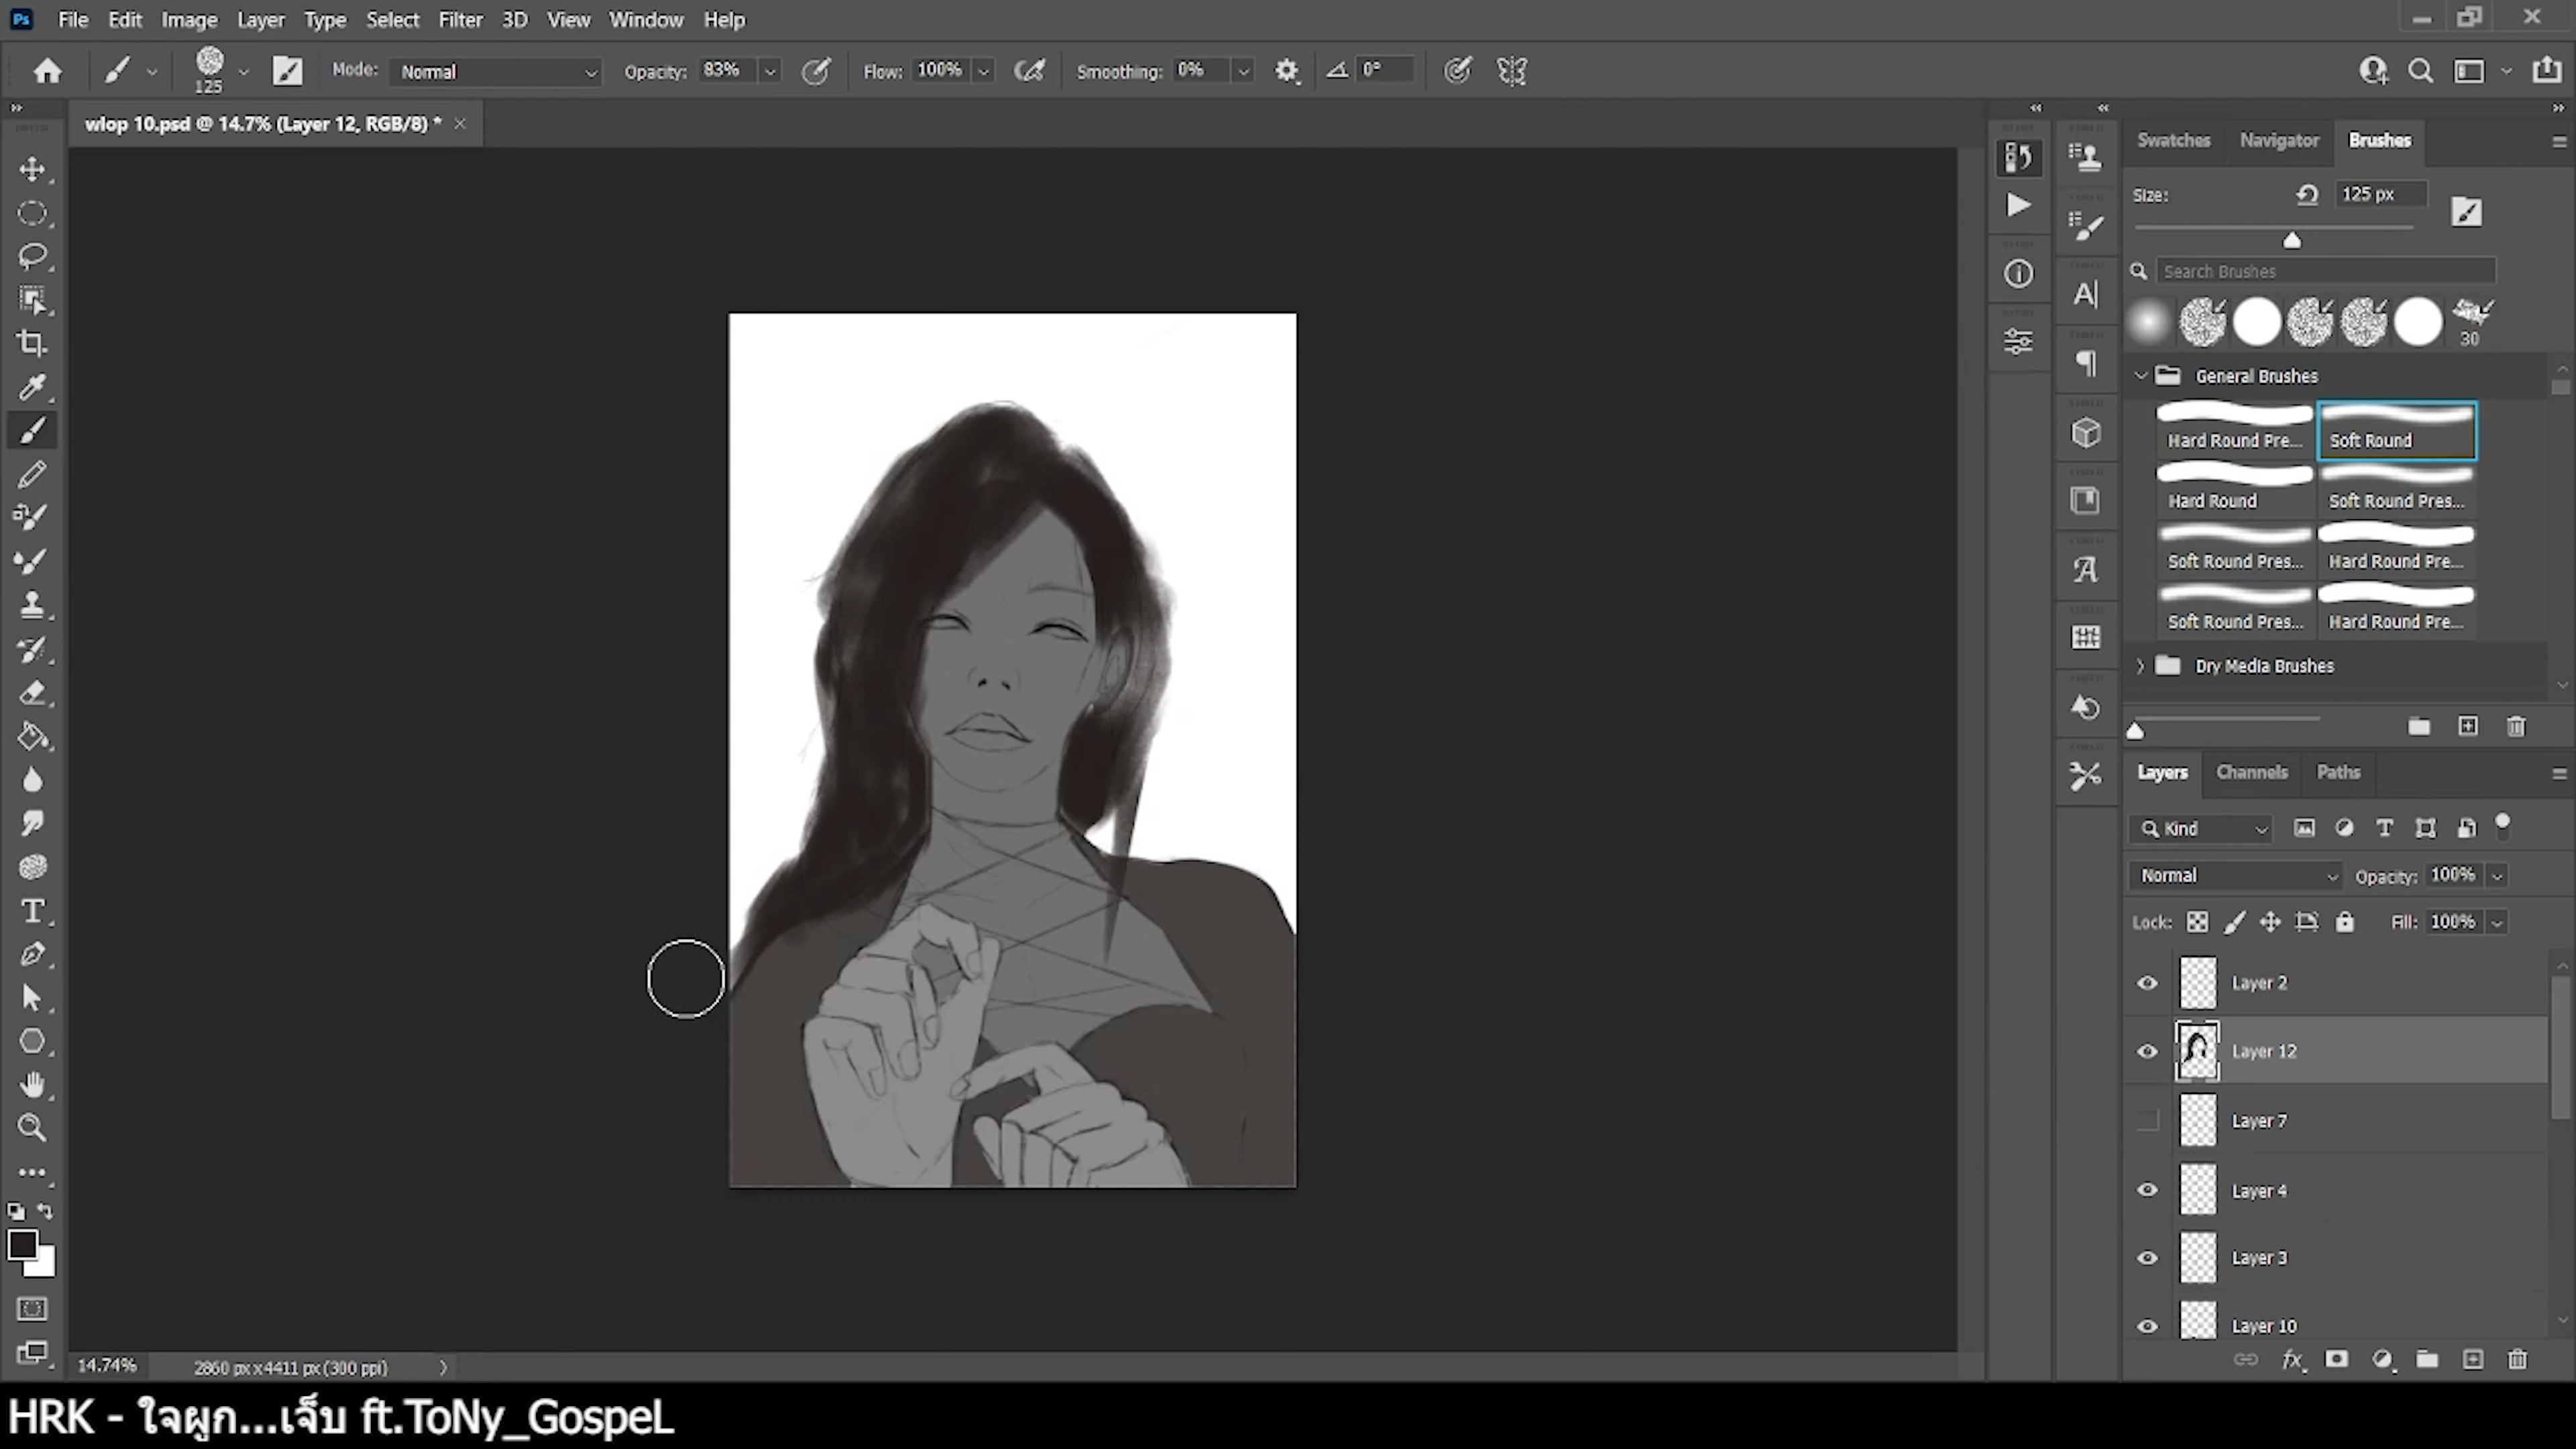 Ps File Edit Image Layer Type Select Filter 3D View Window Help
125 Mode: Normal Opacity: 83% Flow: 100% Smoothing: 0% 0°
wlop 10.psd @ 14.7% (Layer 12, RGB/8) *
Swatches Navigator Brushes
Size: 125 px
Search Brushes
30
General Brushes
Hard Round Pre... Soft Round
Hard Round Soft Round Pres...
Soft Round Pres... Hard Round Pre...
Soft Round Pres... Hard Round Pre...
Dry Media Brushes
Layers Channels Paths
Kind
Normal Opacity: 100%
Lock: Fill: 100%
Layer 2
Layer 12
Layer 7
Layer 4
Layer 3
Layer 10
14.74% 2860 px x 4411 px (300 ppi)
HRK - ใจผูก...เจ็บ ft.ToNy_GospeL